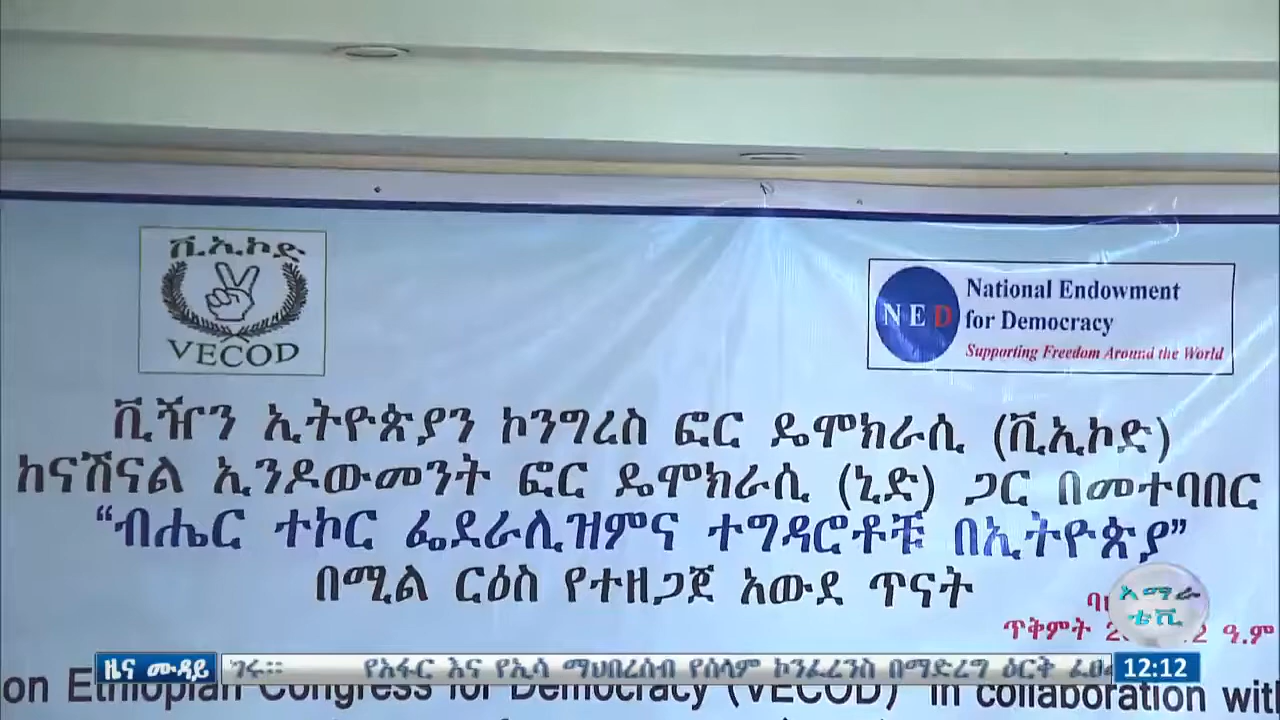 ቪኢኮድ
VECOD
NED
National Endowment
for Democracy
Supporting Freedom Around the World
ቪዥን ኢትዮጵያን ኮንግረስ ፎር ዴሞክራሲ (ቪኢኮድ)
ከናሽናል ኢንዶውመንት ፎር ዴሞክራሲ (ኒድ) ጋር በመተባበር
“ብሔር ተኮር ፌደራሊዝምና ተግዳሮቶቹ በኢትዮጵያ”
በሚል ርዕስ የተዘጋጀ አውደ ጥናት
ጥቅምት ዓ.ም
አማራ
ቴቪ
ዜና ሙዳይ
የአፋር እና የኢሳ ማህበረሰብ የሰላም ኮንፈረንስ በማድረግ ዕርቅ
12:12
on Ethiopian Congress for Democracy (VECOD) in collaboration